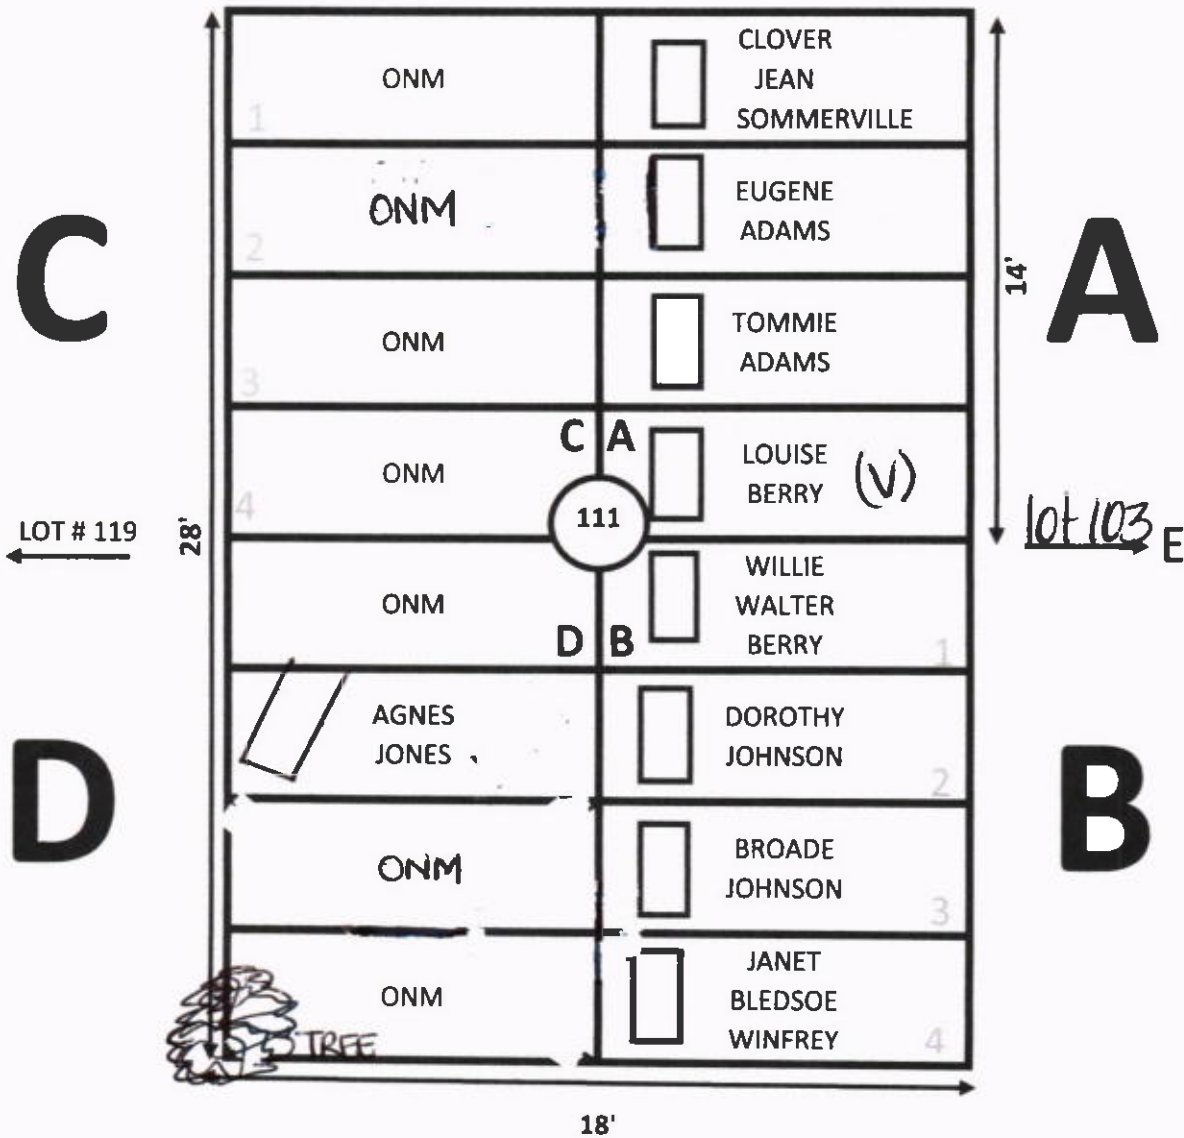 ONM
1
CLOVER
JEAN
SOMMERVILLE
ONM
2
EUGENE
ADAMS
C
A
14'
ONM
3
TOMMIE
ADAMS
ONM
4
C A
LOUISE
BERRY (V)
LOT # 119
28'
111
lot 103 E
ONM
D B
WILLIE
WALTER
BERRY
1
AGNES
JONES
DOROTHY
JOHNSON
2
D
B
ONM
BROADE
JOHNSON
3
ONM
TREE
JANET
BLEDSOE
WINFREY
4
18'